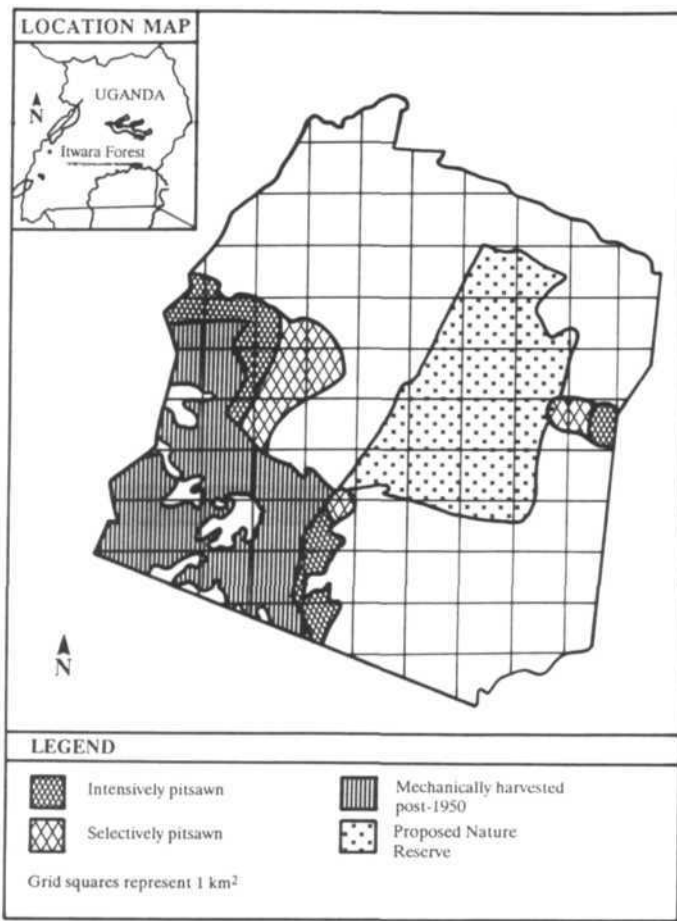 LOCATION MAP
UGANDA
N
Itwara Forest
N
LEGEND
Intensively pitsawn
Selectively pitsawn
Mechanically harvested
post-1950
Proposed Nature
Reserve
Grid squares represent 1 km²